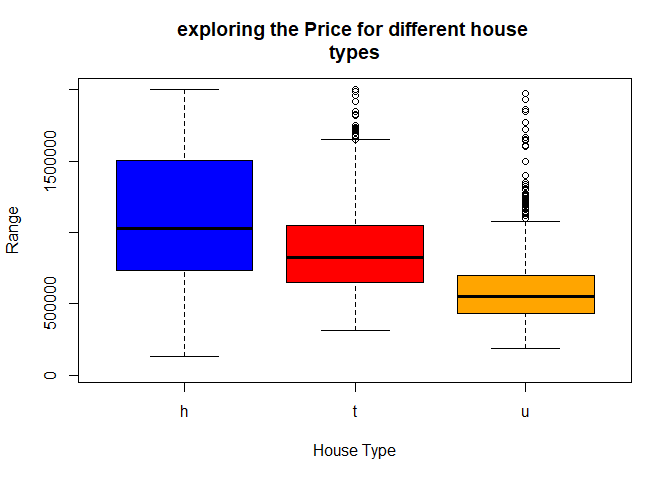 exploring the Price for different house
types
Range
1500000
500000
0
h t u
House Type